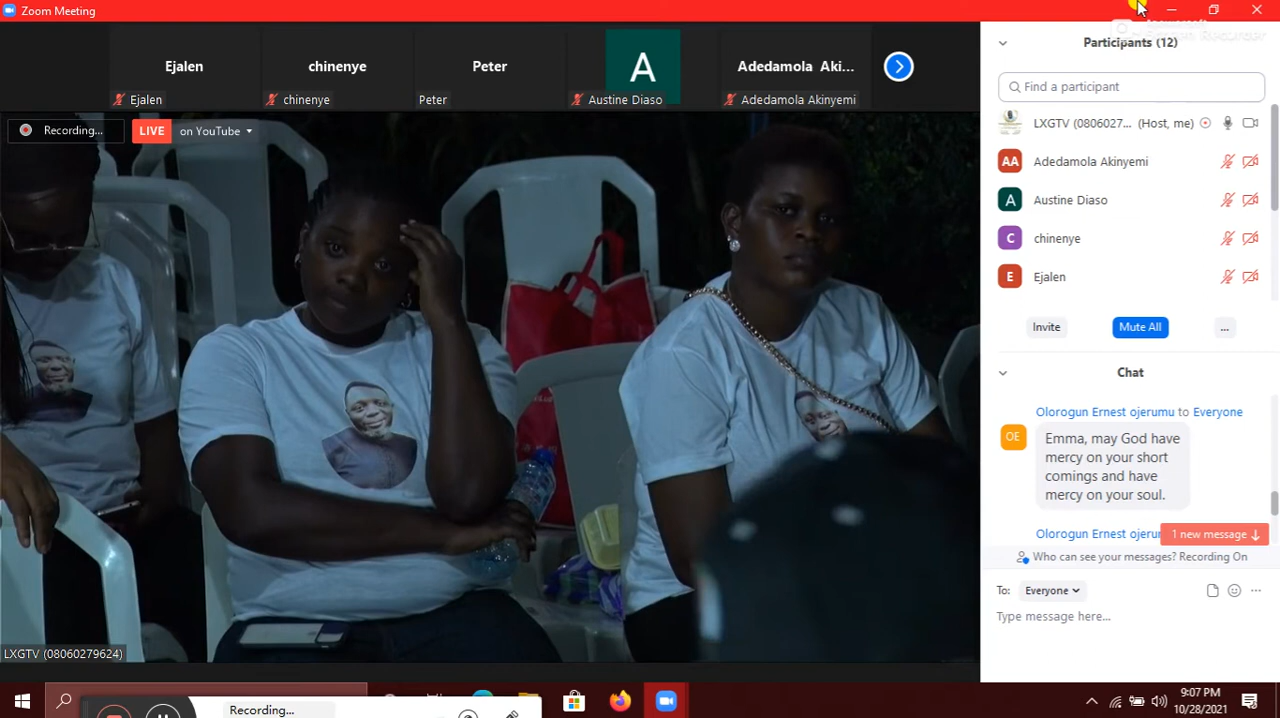 Zoom Meeting
Ejalen
chinenye
Peter
A
Adedamola Aki...
Ejalen
chinenye
Peter
Austine Diaso
Adedamola Akinyemi
Recording...
LIVE
on YouTube
LXGTV (08060279624)
Participants (12)
Find a participant
LXGTV (0806027... (Host, me)
AA
Adedamola Akinyemi
A
Austine Diaso
C
chinenye
E
Ejalen
Invite
Mute All
...
Chat
Olorogun Ernest ojerumu to Everyone
OE
Emma, may God have
mercy on your short
comings and have
mercy on your soul.
Olorogun Ernest
1 new message
Who can see your messages? Recording On
To: Everyone
Type message here...
Recording...
9:07 PM
10/28/2021